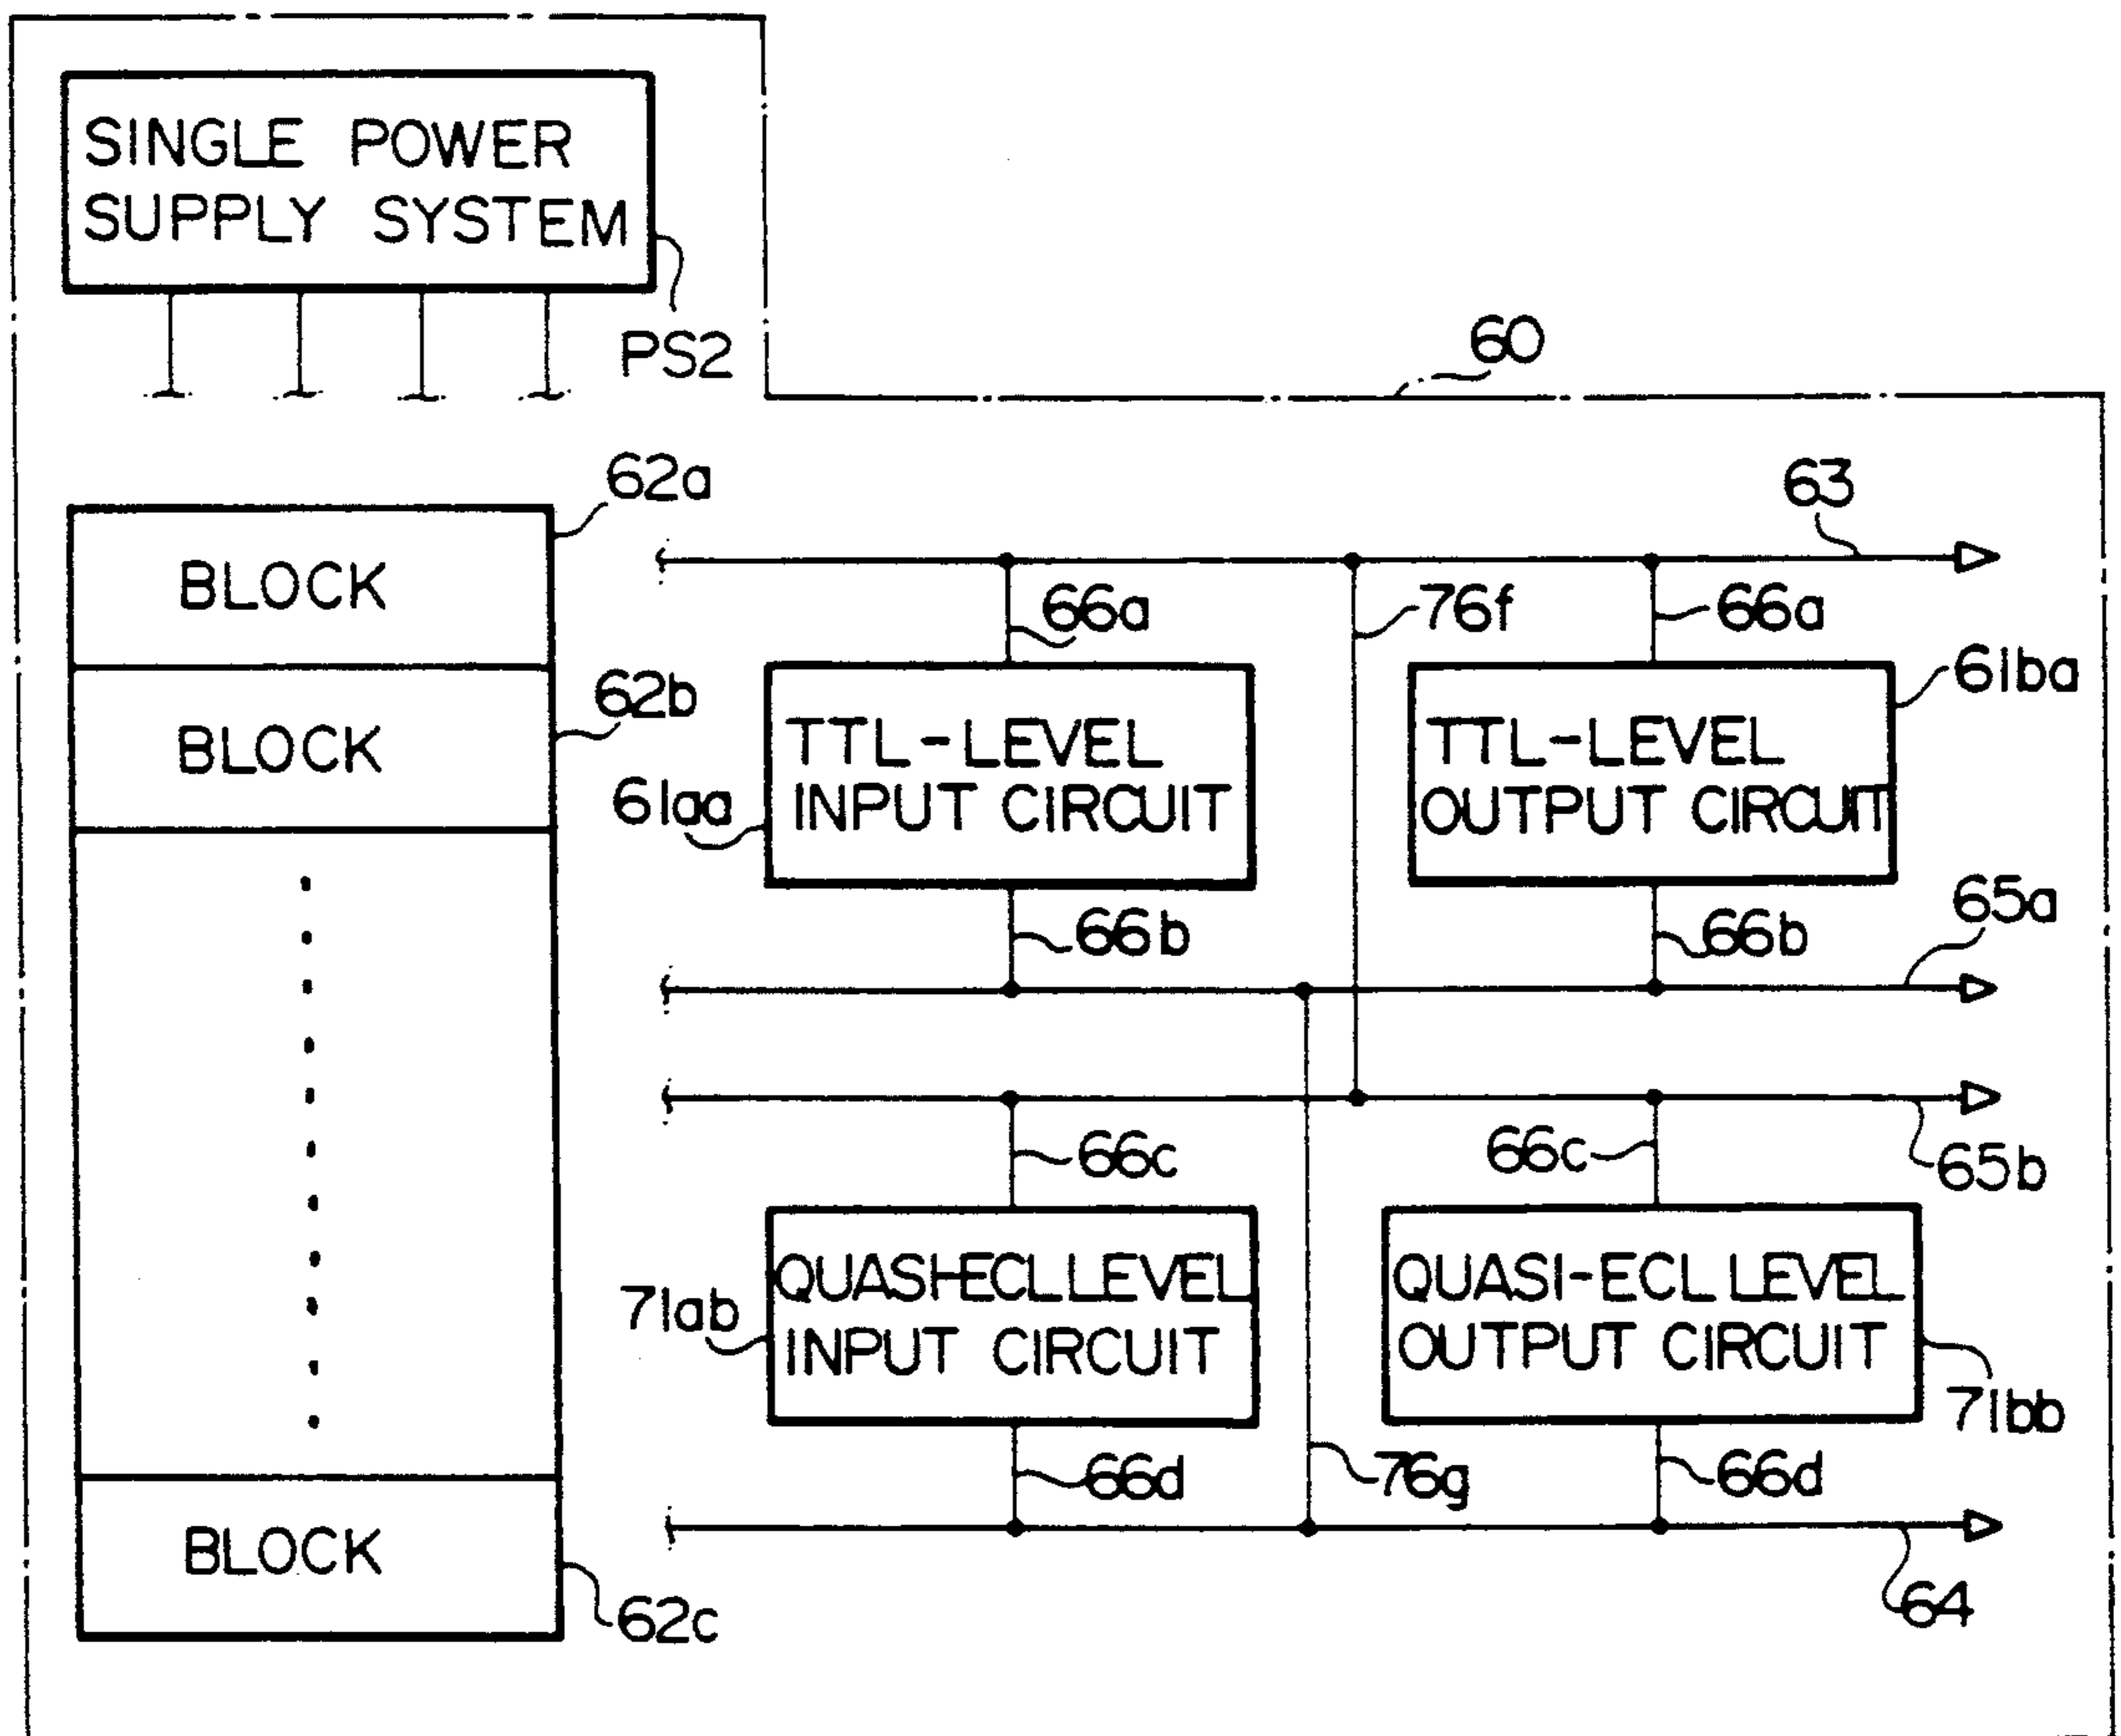 SINGLE POWER
SUPPLY SYSTEM
PS2
60
62a
63
BLOCK
66a
76f
66a
62b
61ba
BLOCK
TTL-LEVEL
INPUT CIRCUIT
TTL-LEVEL
OUTPUT CIRCUIT
61aa
65a
66b
66b
66c
66c
65b
QUASI-ECL LEVEL
INPUT CIRCUIT
QUASI-ECL LEVEL
OUTPUT CIRCUIT
71ab
71bb
66d
76g
66d
BLOCK
62c
64